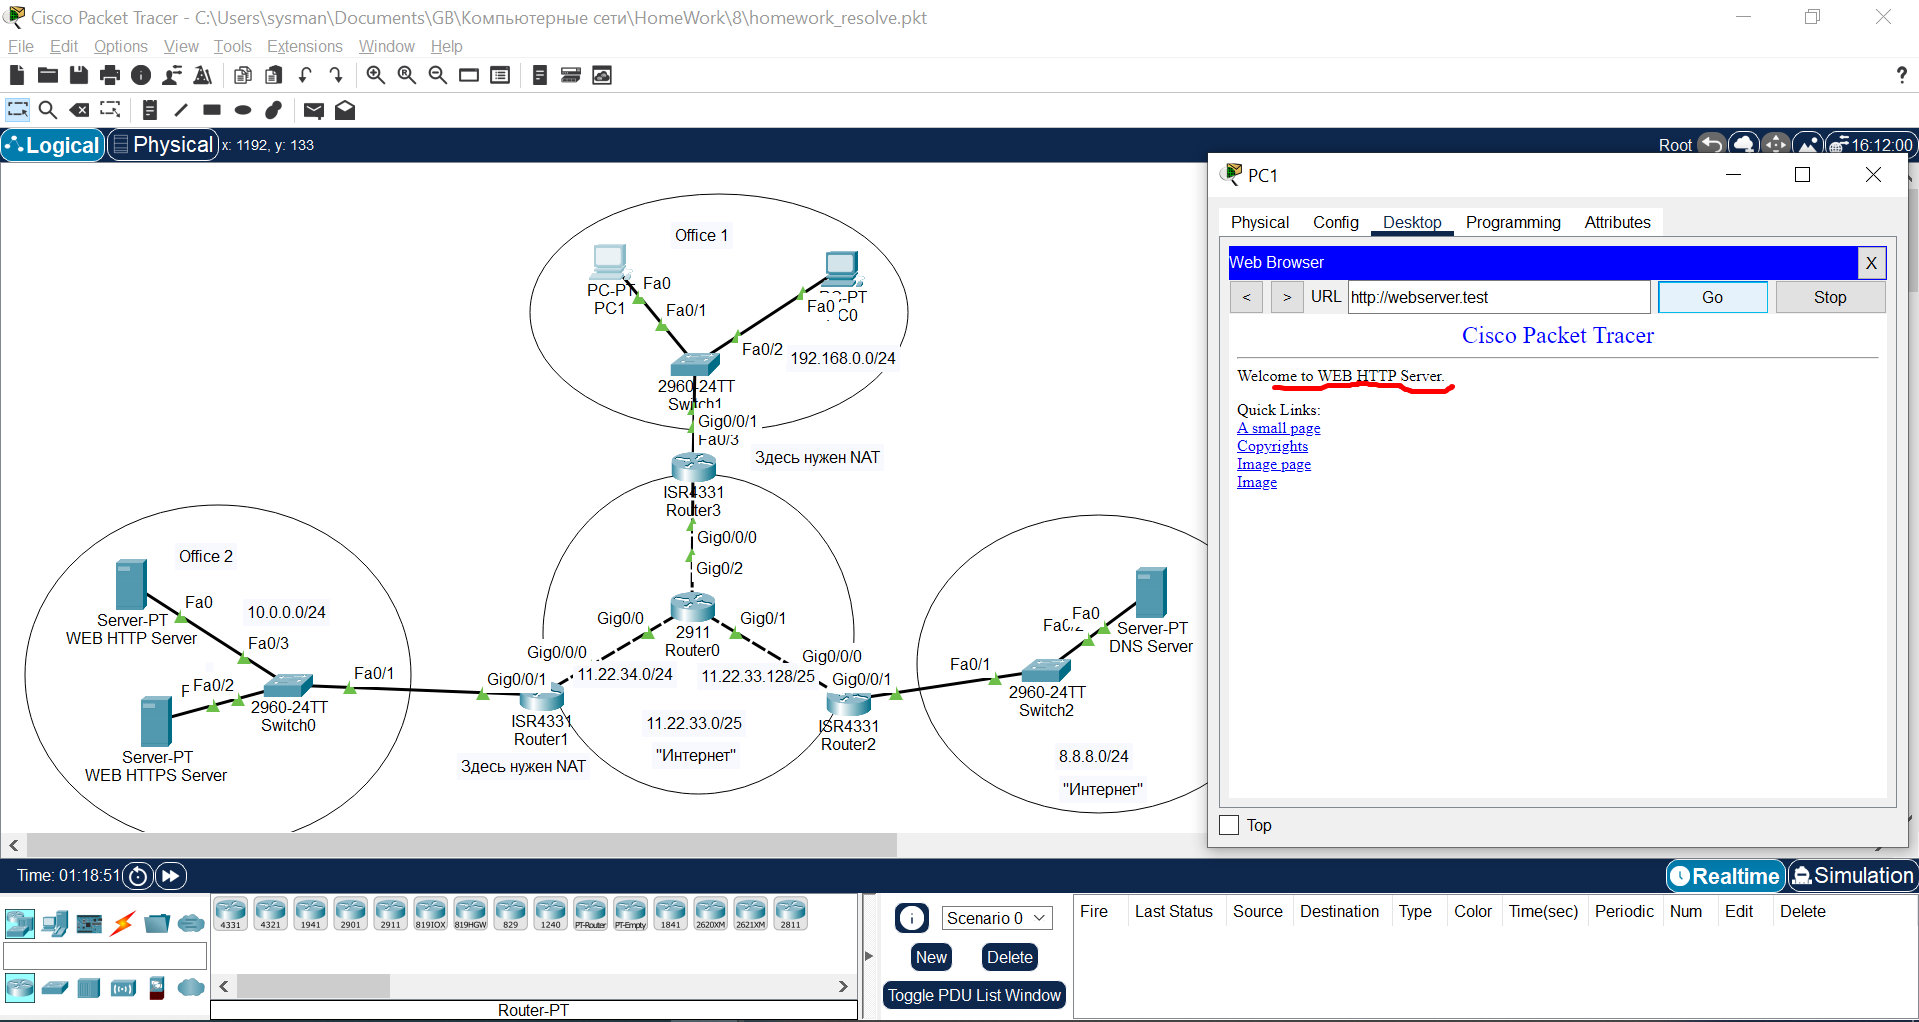 Cisco Packet Tracer - C:\Users\sysman\Documents\GB\Компьютерные сети\HomeWork\8\homework_resolve.pkt
File Edit Options View Tools Extensions Window Help
?
Logical Physical x: 1192, y: 133
Root 16:12:00
Office 1
Fa0
PC-PT
PC1
Fa0/1
Fa0
Fa0/2
192.168.0.0/24
2960-24TT
Switch1
Gig0/0/1
Fa0/3
Здесь нужен NAT
ISR4331
Router3
Gig0/0/0
Gig0/2
Gig0/0
Gig0/1
2911
Router0
Gig0/0/0
Gig0/0/0
Gig0/0/1
11.22.34.0/24
11.22.33.128/25
Gig0/0/1
ISR4331
Router1
11.22.33.0/25
"Интернет"
ISR4331
Router2
Здесь нужен NAT
Office 2
Fa0
10.0.0.0/24
Server-PT
WEB HTTP Server
Fa0/3
Fa0/2
Fa0/1
2960-24TT
Switch0
Server-PT
WEB HTTPS Server
Fa0
Server-PT
DNS Server
Fa0/1
2960-24TT
Switch2
8.8.8.0/24
"Интернет"
PC1
Physical Config Desktop Programming Attributes
Web Browser X
< > URL http://webserver.test Go Stop
Cisco Packet Tracer
Welcome to WEB HTTP Server.
Quick Links:
A small page
Copyrights
Image page
Image
Top
Time: 01:18:51
Realtime Simulation
4331 4321 1941 2901 2911 819IOX 819HGW 829 1240 PT-Router PT-Empty 1841 2620XM 2621XM 2811
Router-PT
Scenario 0
New Delete
Toggle PDU List Window
Fire Last Status Source Destination Type Color Time(sec) Periodic Num Edit Delete